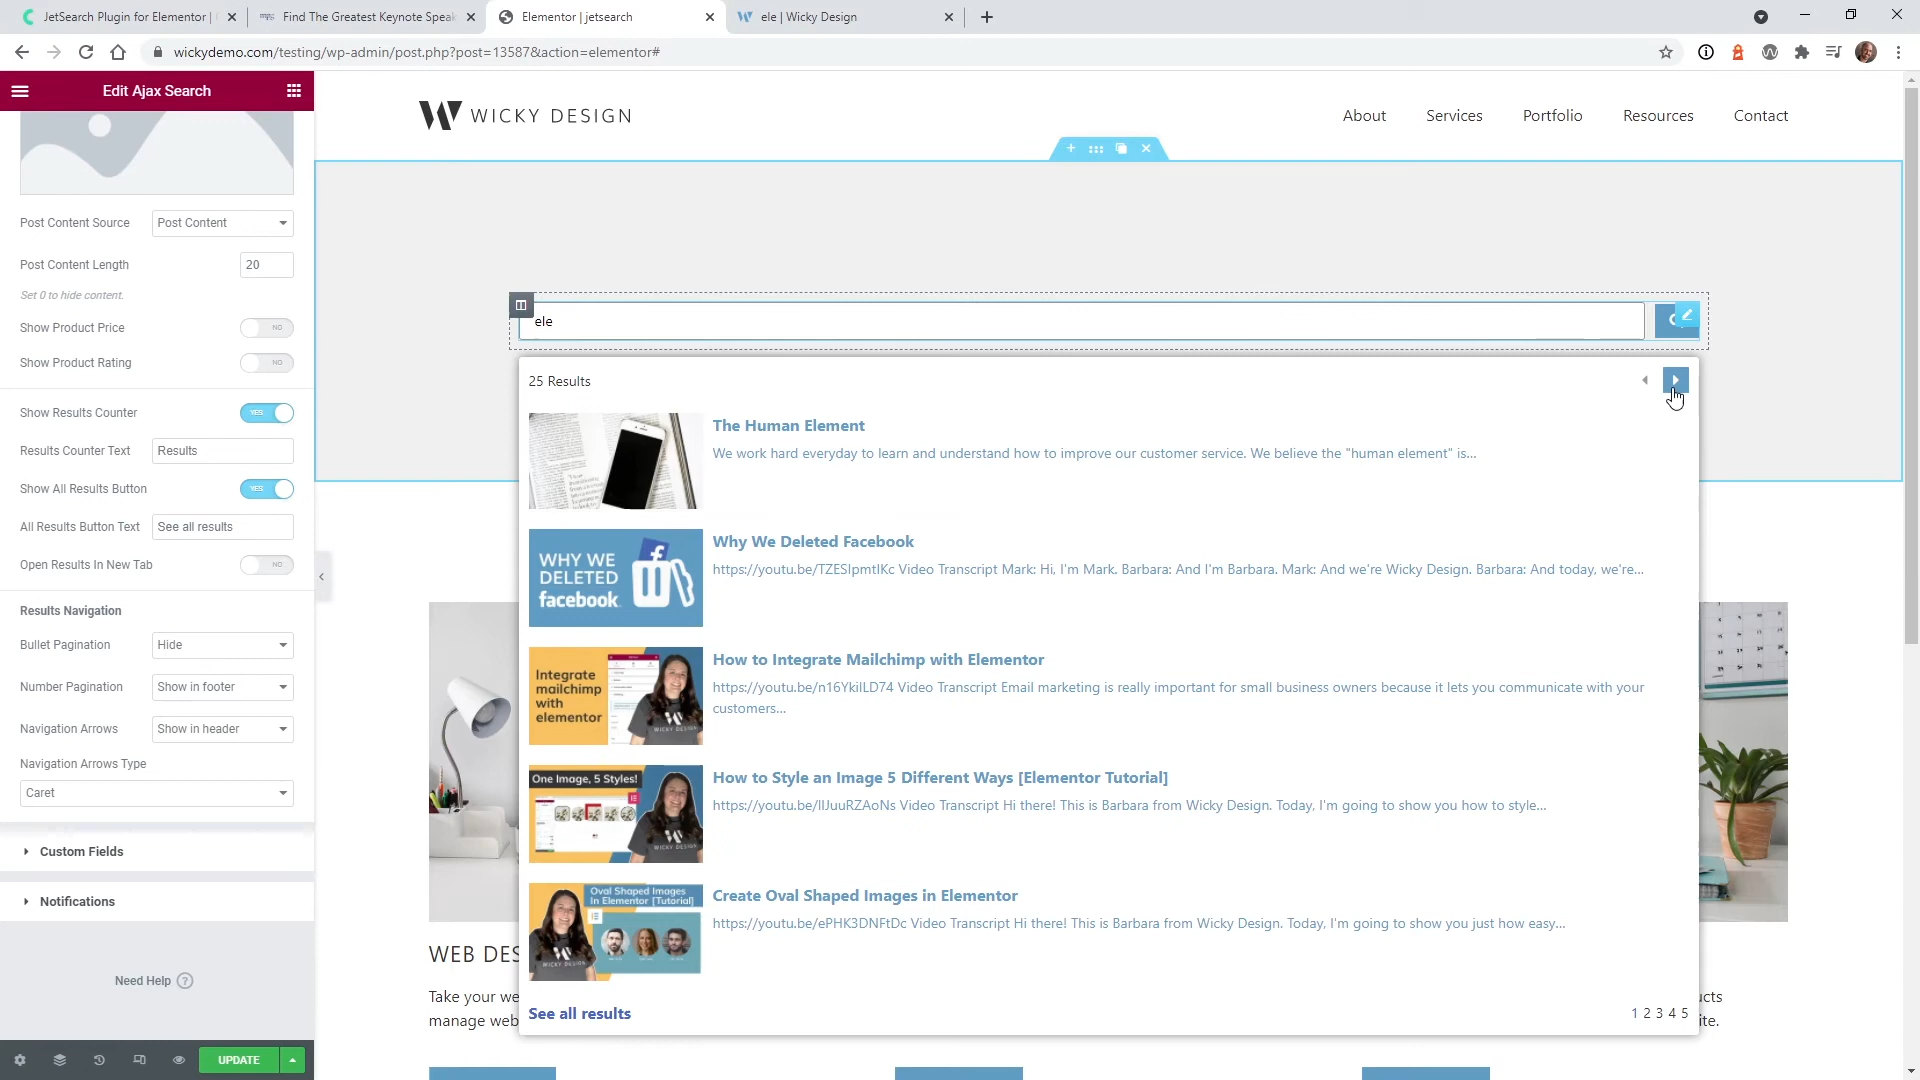 JetSearch Plugin for Elementor |
Find The Greatest Keynote Speak
Elementor | jetsearch
ele | Wicky Design
wickydemo.com/testing/wp-admin/post.php?post=13587&action=elementor#
Edit Ajax Search
Post Content Source
Post Content
Post Content Length
20
Set 0 to hide content.
Show Product Price
NO
Show Product Rating
NO
Show Results Counter
YES
Results Counter Text
Results
Show All Results Button
YES
All Results Button Text
See all results
Open Results In New Tab
NO
Results Navigation
Bullet Pagination
Hide
Number Pagination
Show in footer
Navigation Arrows
Show in header
Navigation Arrows Type
Caret
Custom Fields
Notifications
Need Help ?
UPDATE
WICKY DESIGN
About
Services
Portfolio
Resources
Contact
ele
25 Results
The Human Element
We work hard everyday to learn and understand how to improve our customer service. We believe the "human element" is...
WHY WE
DELETED
facebook.
Why We Deleted Facebook
https://youtu.be/TZESlpmtlKc Video Transcript Mark: Hi, I'm Mark. Barbara: And I'm Barbara. Mark: And we're Wicky Design. Barbara: And today, we're...
Integrate
mailchimp
with
elementor
WICKY DESIGN
How to Integrate Mailchimp with Elementor
https://youtu.be/n16YkilLD74 Video Transcript Email marketing is really important for small business owners because it lets you communicate with your
customers...
One Image, 5 Styles!
WICKY DESIGN
How to Style an Image 5 Different Ways [Elementor Tutorial]
https://youtu.be/lIJuuRZAoNs Video Transcript Hi there! This is Barbara from Wicky Design. Today, I'm going to show you how to style...
Oval Shaped Images
In Elementor [Tutorial]
WICKY DESIGN
Create Oval Shaped Images in Elementor
https://youtu.be/ePHK3DNFtDc Video Transcript Hi there! This is Barbara from Wicky Design. Today, I'm going to show you just how easy...
See all results
1 2 3 4 5
WEB DES
Take your we
manage web
ucts
ite.